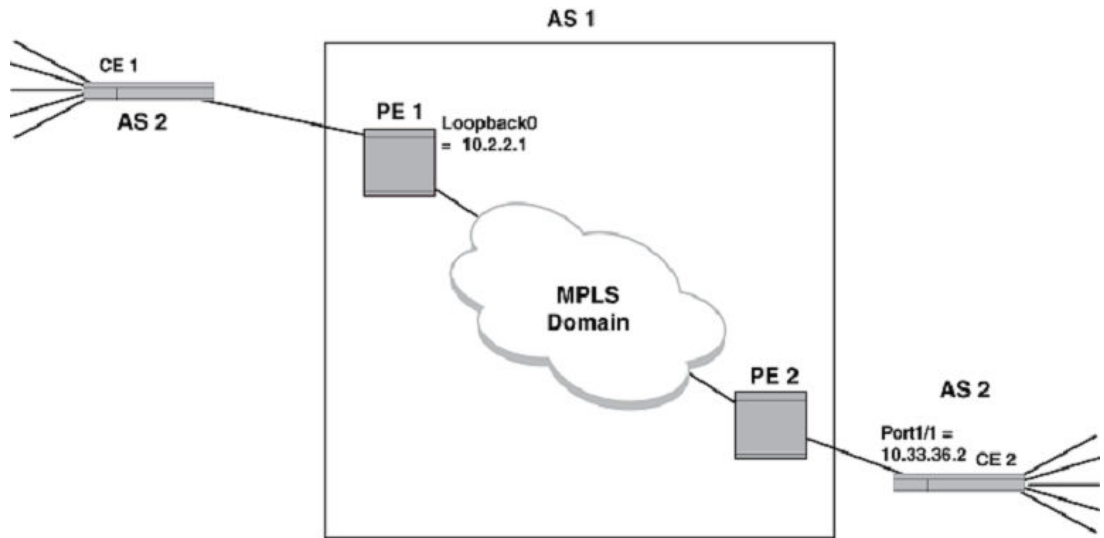 AS 1
CE 1
AS 2
PE 1
Loopback0
= 10.2.2.1
MPLS
Domain
PE 2
AS 2
Port1/1 =
10.33.36.2
CE 2